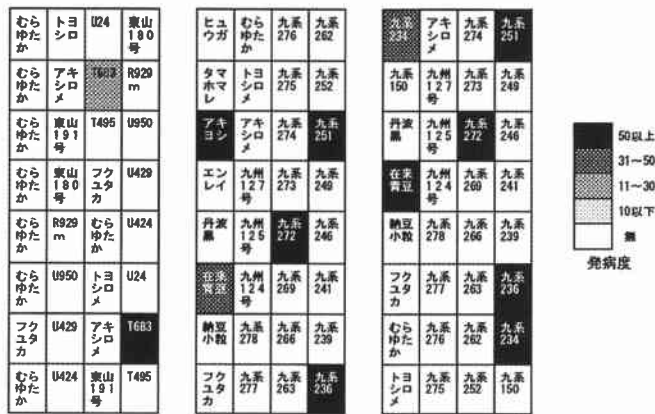 むらゆたか トヨシロ U24 東山180号
むらゆたか アキシロメ T683 R929m
むらゆたか 東山191号 T495 U950
むらゆたか 東山180号 フクユタカ U429
むらゆたか R929m むらゆたか U424
むらゆたか U950 トヨシロメ U24
フクユタカ U429 アキシロメ T683
むらゆたか U424 東山191号 T495
ヒュウガ むらゆたか 九系276 九系262
タマホマレ トヨシロメ 九系275 九系252
アキヨシ アキシロメ 九系274 九系251
エンレイ 九州127号 九系273 九系249
丹波黒 九州125号 九系272 九系246
在来青豆 九州124号 九系269 九系241
納豆小粒 九系278 九系266 九系239
フクユタカ 九系277 九系263 九系236
九系234 アキシロメ 九系274 九系251
九系150 九州127号 九系273 九系249
丹波黒 九州125号 九系272 九系246
在来青豆 九州124号 九系269 九系241
納豆小粒 九系278 九系266 九系239
フクユタカ 九系277 九系263 九系236
むらゆたか 九系276 九系262 九系234
トヨシロメ 九系275 九系252 九系150
50以上
31～50
11～30
10以下
無
発病度